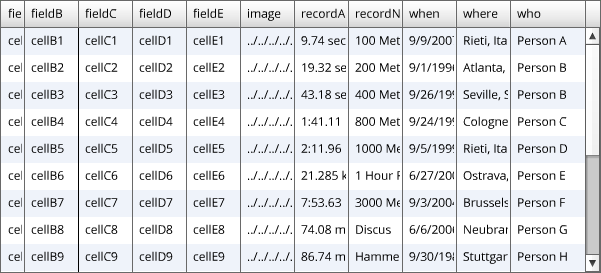 fie fieldB fieldC fieldD fieldE image recordA recordN when where who
cel cellB1 cellC1 cellD1 cellE1 ../../../../. 9.74 sec 100 Met 9/9/200 Rieti, Ita Person A
cel cellB2 cellC2 cellD2 cellE2 ../../../../. 19.32 se 200 Met 9/1/199 Atlanta, Person B
cel cellB3 cellC3 cellD3 cellE3 ../../../../. 43.18 se 400 Met 9/26/19 Seville, S Person B
cel cellB4 cellC4 cellD4 cellE4 ../../../../. 1:41.11 800 Met 9/24/19 Cologne Person C
cel cellB5 cellC5 cellD5 cellE5 ../../../../. 2:11.96 1000 Me 9/5/199 Rieti, Ita Person D
cel cellB6 cellC6 cellD6 cellE6 ../../../../. 21.285 k 1 Hour R 6/27/20 Ostrava, Person E
cel cellB7 cellC7 cellD7 cellE7 ../../../../. 7:53.63 3000 Me 9/3/200 Brussels Person F
cel cellB8 cellC8 cellD8 cellE8 ../../../../. 74.08 m Discus 6/6/200 Neubran Person G
cel cellB9 cellC9 cellD9 cellE9 ../../../../. 86.74 m Hamme 9/30/19 Stuttgar Person H